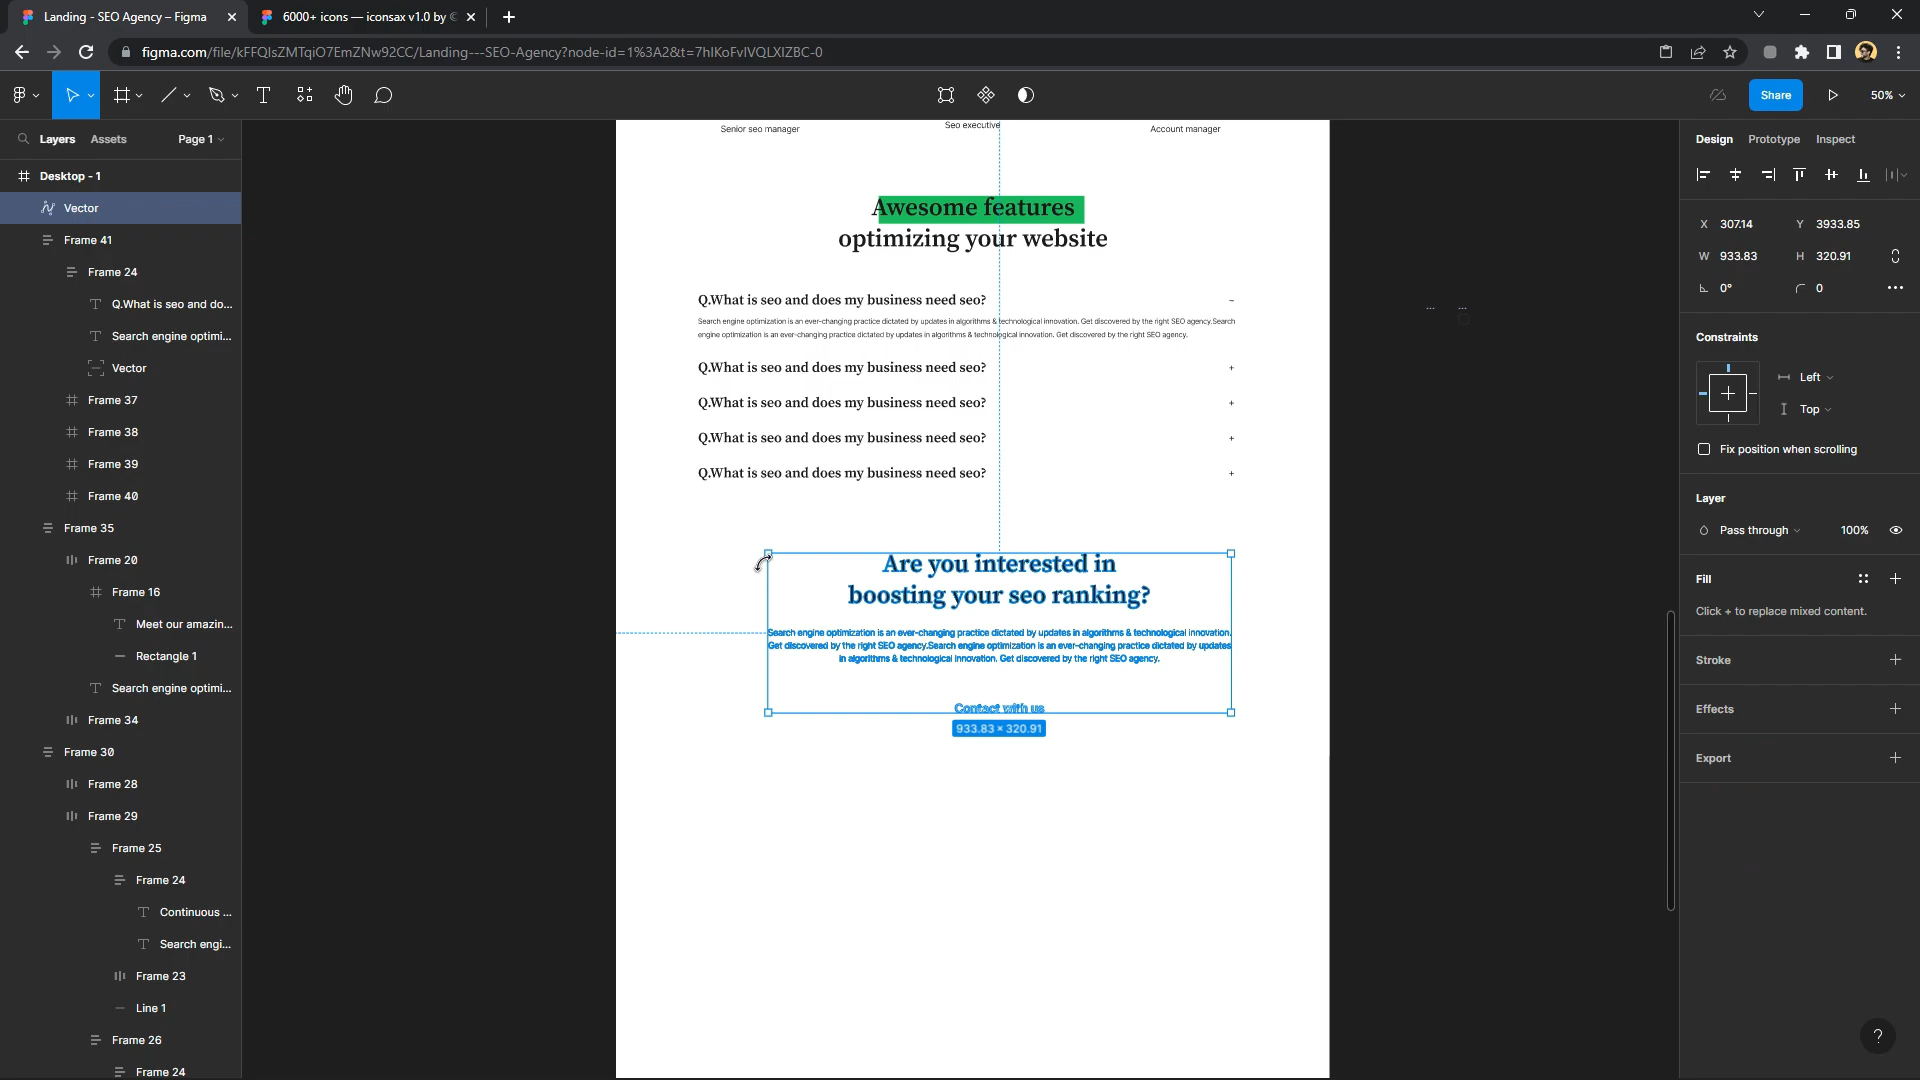 Landing - SEO Agency – Figma
6000+ icons — iconsax v1.0 by ©
figma.com/file/kFFQIsZMTqiO7EmZNw92CC/Landing---SEO-Agency?node-id=1%3A2&t=7hIKoFvIVQLXIZBC-0
Share
50%
Layers
Assets
Page 1
Desktop - 1
Vector
Frame 41
Frame 24
Q.What is seo and do...
Search engine optimi...
Vector
Frame 37
Frame 38
Frame 39
Frame 40
Frame 35
Frame 20
Frame 16
Meet our amazin...
Rectangle 1
Search engine optimi...
Frame 34
Frame 30
Frame 28
Frame 29
Frame 25
Frame 24
Continuous ...
Search engi...
Frame 23
Line 1
Frame 26
Frame 24
Senior seo manager
Seo executive
Account manager
Awesome features
optimizing your website
Q.What is seo and does my business need seo?
Search engine optimization is an ever-changing practice dictated by updates in algorithms & technological innovation. Get discovered by the right SEO agency.Search
engine optimization is an ever-changing practice dictated by updates in algorithms & technological innovation. Get discovered by the right SEO agency.
Q.What is seo and does my business need seo?
Q.What is seo and does my business need seo?
Q.What is seo and does my business need seo?
Q.What is seo and does my business need seo?
Are you interested in
boosting your seo ranking?
Search engine optimization is an ever-changing practice dictated by updates in algorithms & technological innovation.
Get discovered by the right SEO agency.Search engine optimization is an ever-changing practice dictated by updates
in algorithms & technological innovation. Get discovered by the right SEO agency.
Contact with us
933.83 × 320.91
Design
Prototype
Inspect
X 307.14
Y 3933.85
W 933.83
H 320.91
0°
0
Constraints
Left
Top
Fix position when scrolling
Layer
Pass through
100%
Fill
Click + to replace mixed content.
Stroke
Effects
Export
?